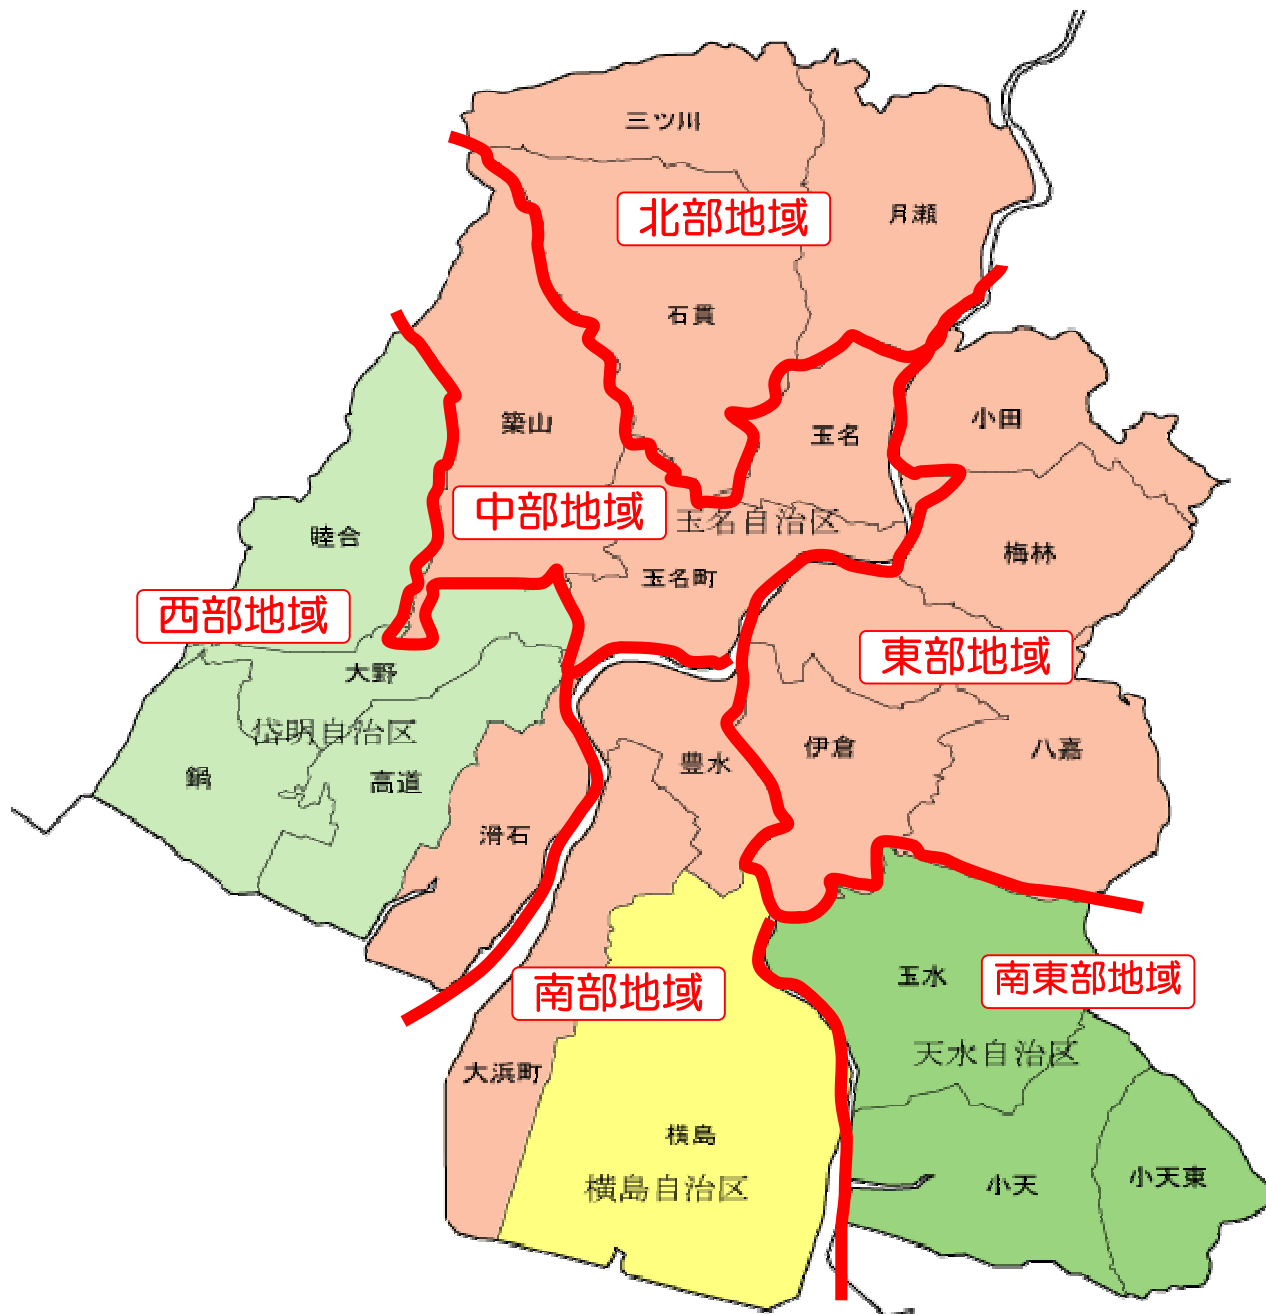 三ツ川
北部地域
月瀬
石貫
築山
玉名
小田
中部地域
玉名自治区
睦合
梅林
玉名町
西部地域
東部地域
大野
岱明自治区
伊倉
八嘉
豊水
鍋
高道
滑石
玉水
南東部地域
南部地域
天水自治区
大浜町
横島
小天東
小天
横島自治区